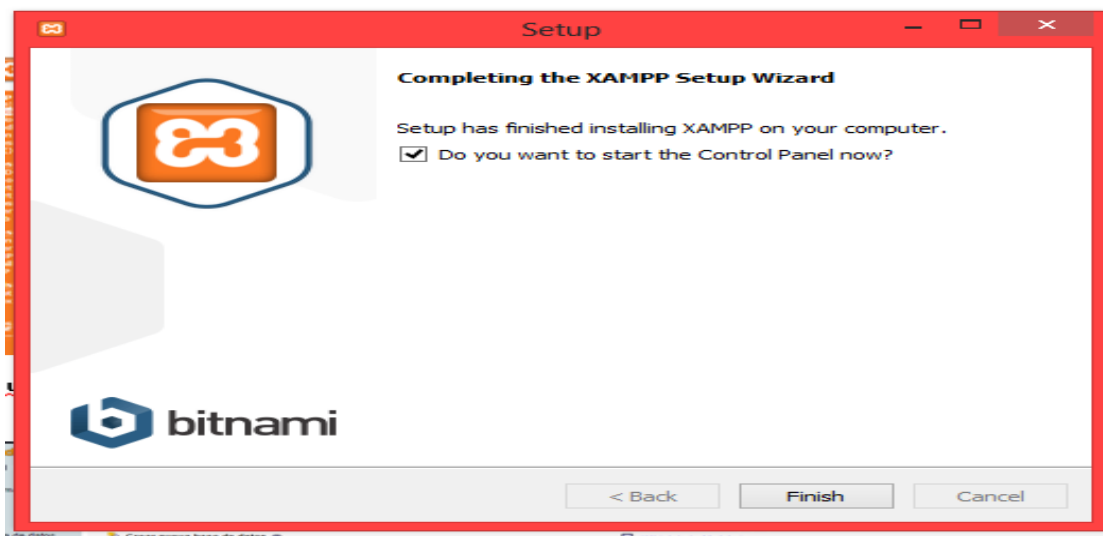 Setup
Completing the XAMPP Setup Wizard
Setup has finished installing XAMPP on your computer.
Do you want to start the Control Panel now?
bitnami
< Back
Finish
Cancel